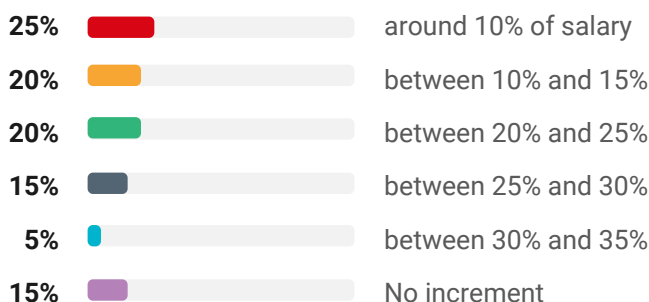 25% around 10% of salary
20% between 10% and 15%
20% between 20% and 25%
15% between 25% and 30%
5% between 30% and 35%
15% No increment